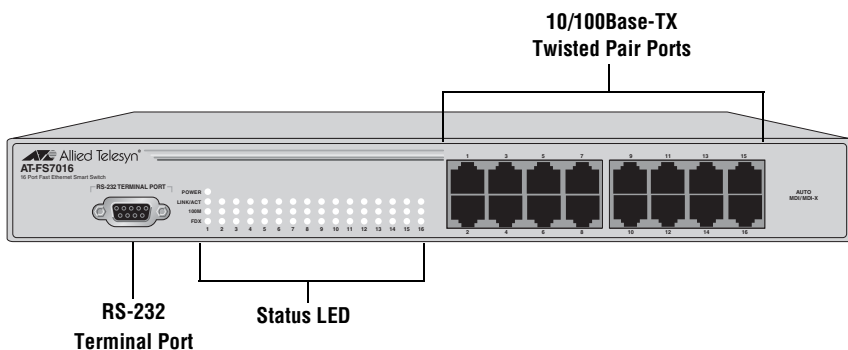 10/100Base-TX
Twisted Pair Ports
Allied Telesyn®
AT-FS7016
16 Port Fast Ethernet Smart Switch
RS-232 TERMINAL PORT
POWER
LINK/ACT
100M
FDX
1 2 3 4 5 6 7 8 9 10 11 12 13 14 15 16
1 3 5 7 9 11 13 15
2 4 6 8 10 12 14 16
AUTO
MDI/MDI-X
RS-232
Terminal Port
Status LED